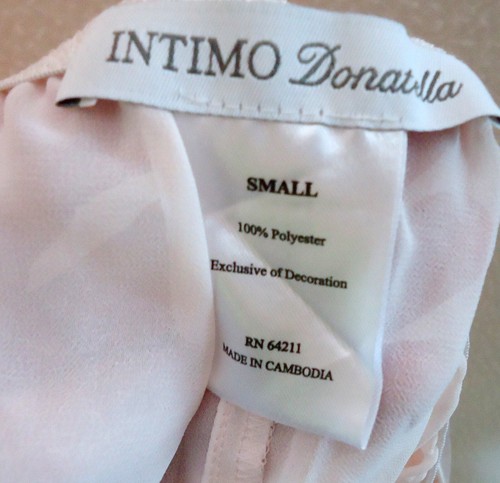 INTIMO Donatella
SMALL
100% Polyester
Exclusive of Decoration
RN 64211
MADE IN CAMBODIA